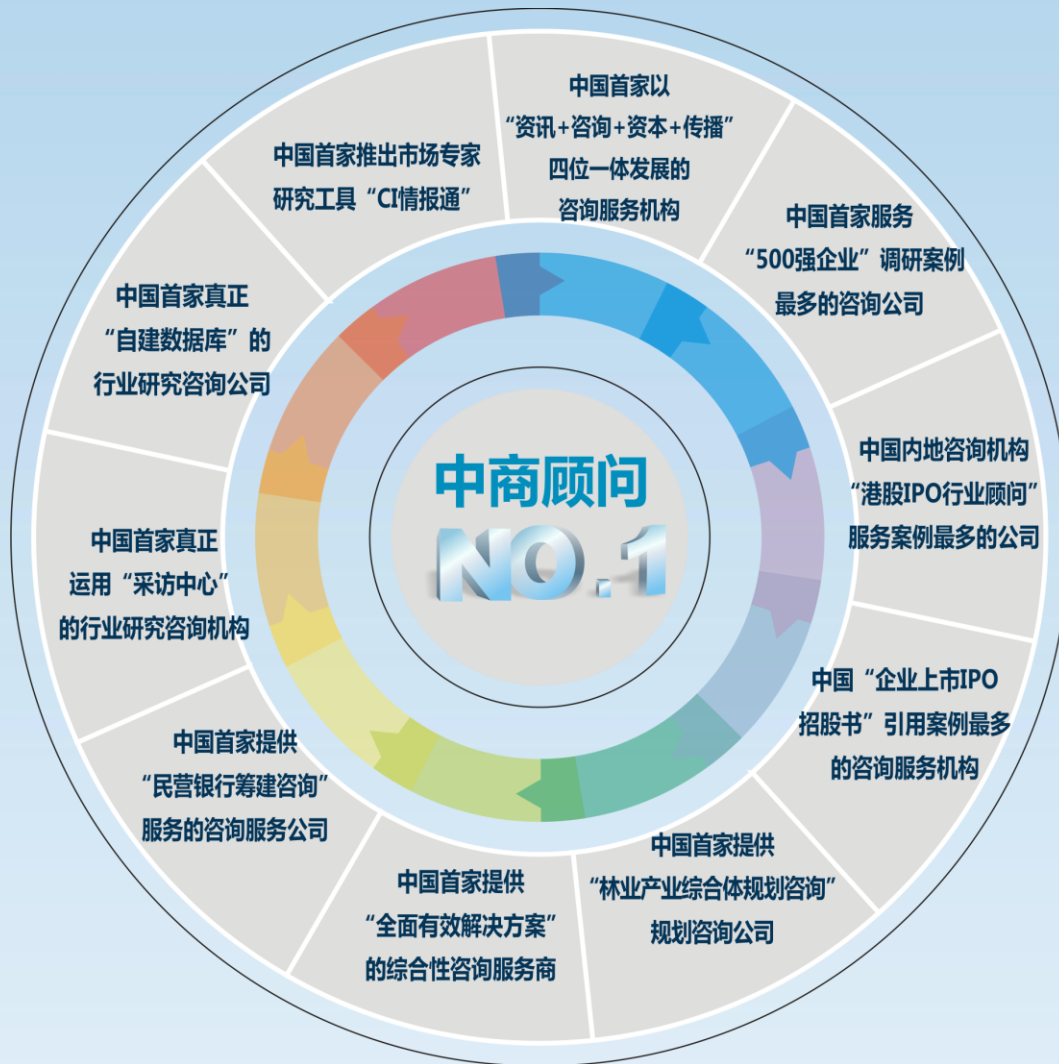 中国首家以
“资讯+咨询+资本+传播”
四位一体发展的
咨询服务机构
中国首家服务
“500强企业”调研案例
最多的咨询公司
中国内地咨询机构
“港股IPO行业顾问”
服务案例最多的公司
中国“企业上市IPO
招股书”引用案例最多
的咨询服务机构
中国首家提供
“林业产业综合体规划咨询”
规划咨询公司
中国首家提供
“全面有效解决方案”
的综合性咨询服务商
中国首家提供
“民营银行筹建咨询”
服务的咨询服务公司
中国首家真正
运用“采访中心”
的行业研究咨询机构
中国首家真正
“自建数据库”的
行业研究咨询公司
中国首家推出市场专家
研究工具“CI情报通”
中商顾问
NO.1